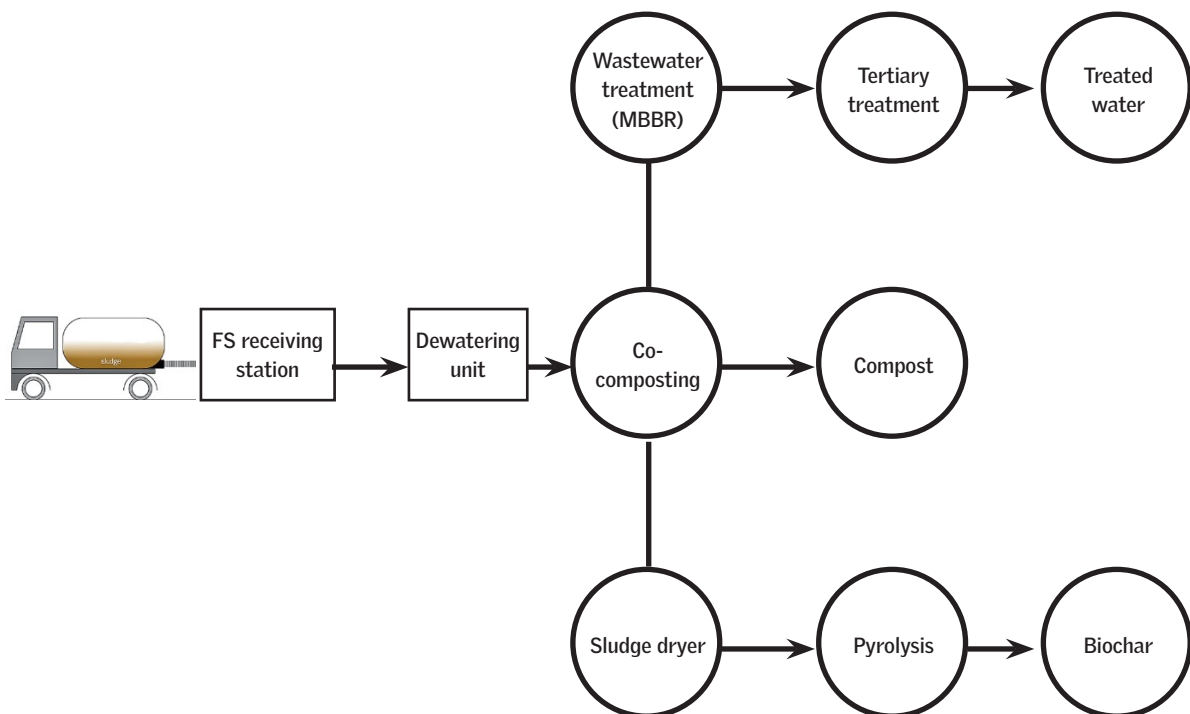 Wastewater
treatment
(MBBR)
Tertiary
treatment
Treated
water
sludge
FS receiving
station
Dewatering
unit
Co-
composting
Compost
Sludge dryer
Pyrolysis
Biochar